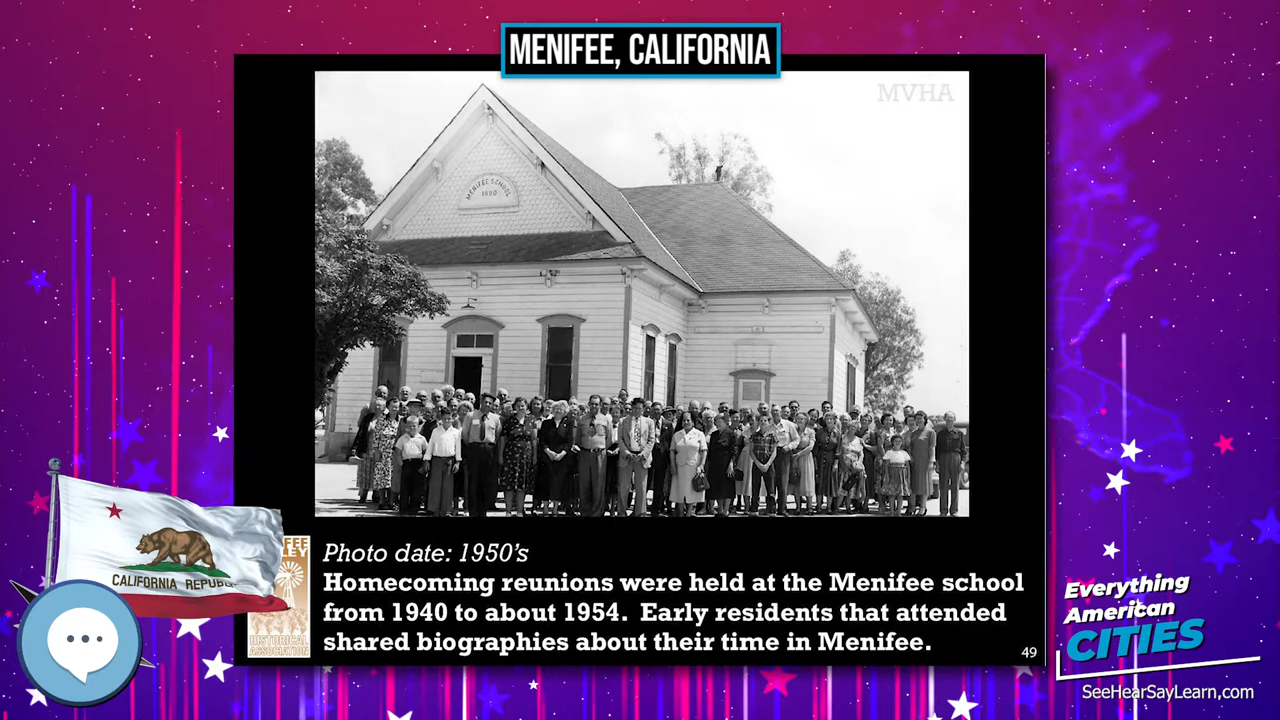 MENIFEE, CALIFORNIA
MVHA
MENIFEE SCHOOL
1890
Photo date: 1950's
Homecoming reunions were held at the Menifee school
from 1940 to about 1954. Early residents that attended
shared biographies about their time in Menifee.
49
HISTORICAL
ASSOCIATION
CALIFORNIA REPUBL
Everything
American
CITIES
SeeHearSayLearn.com